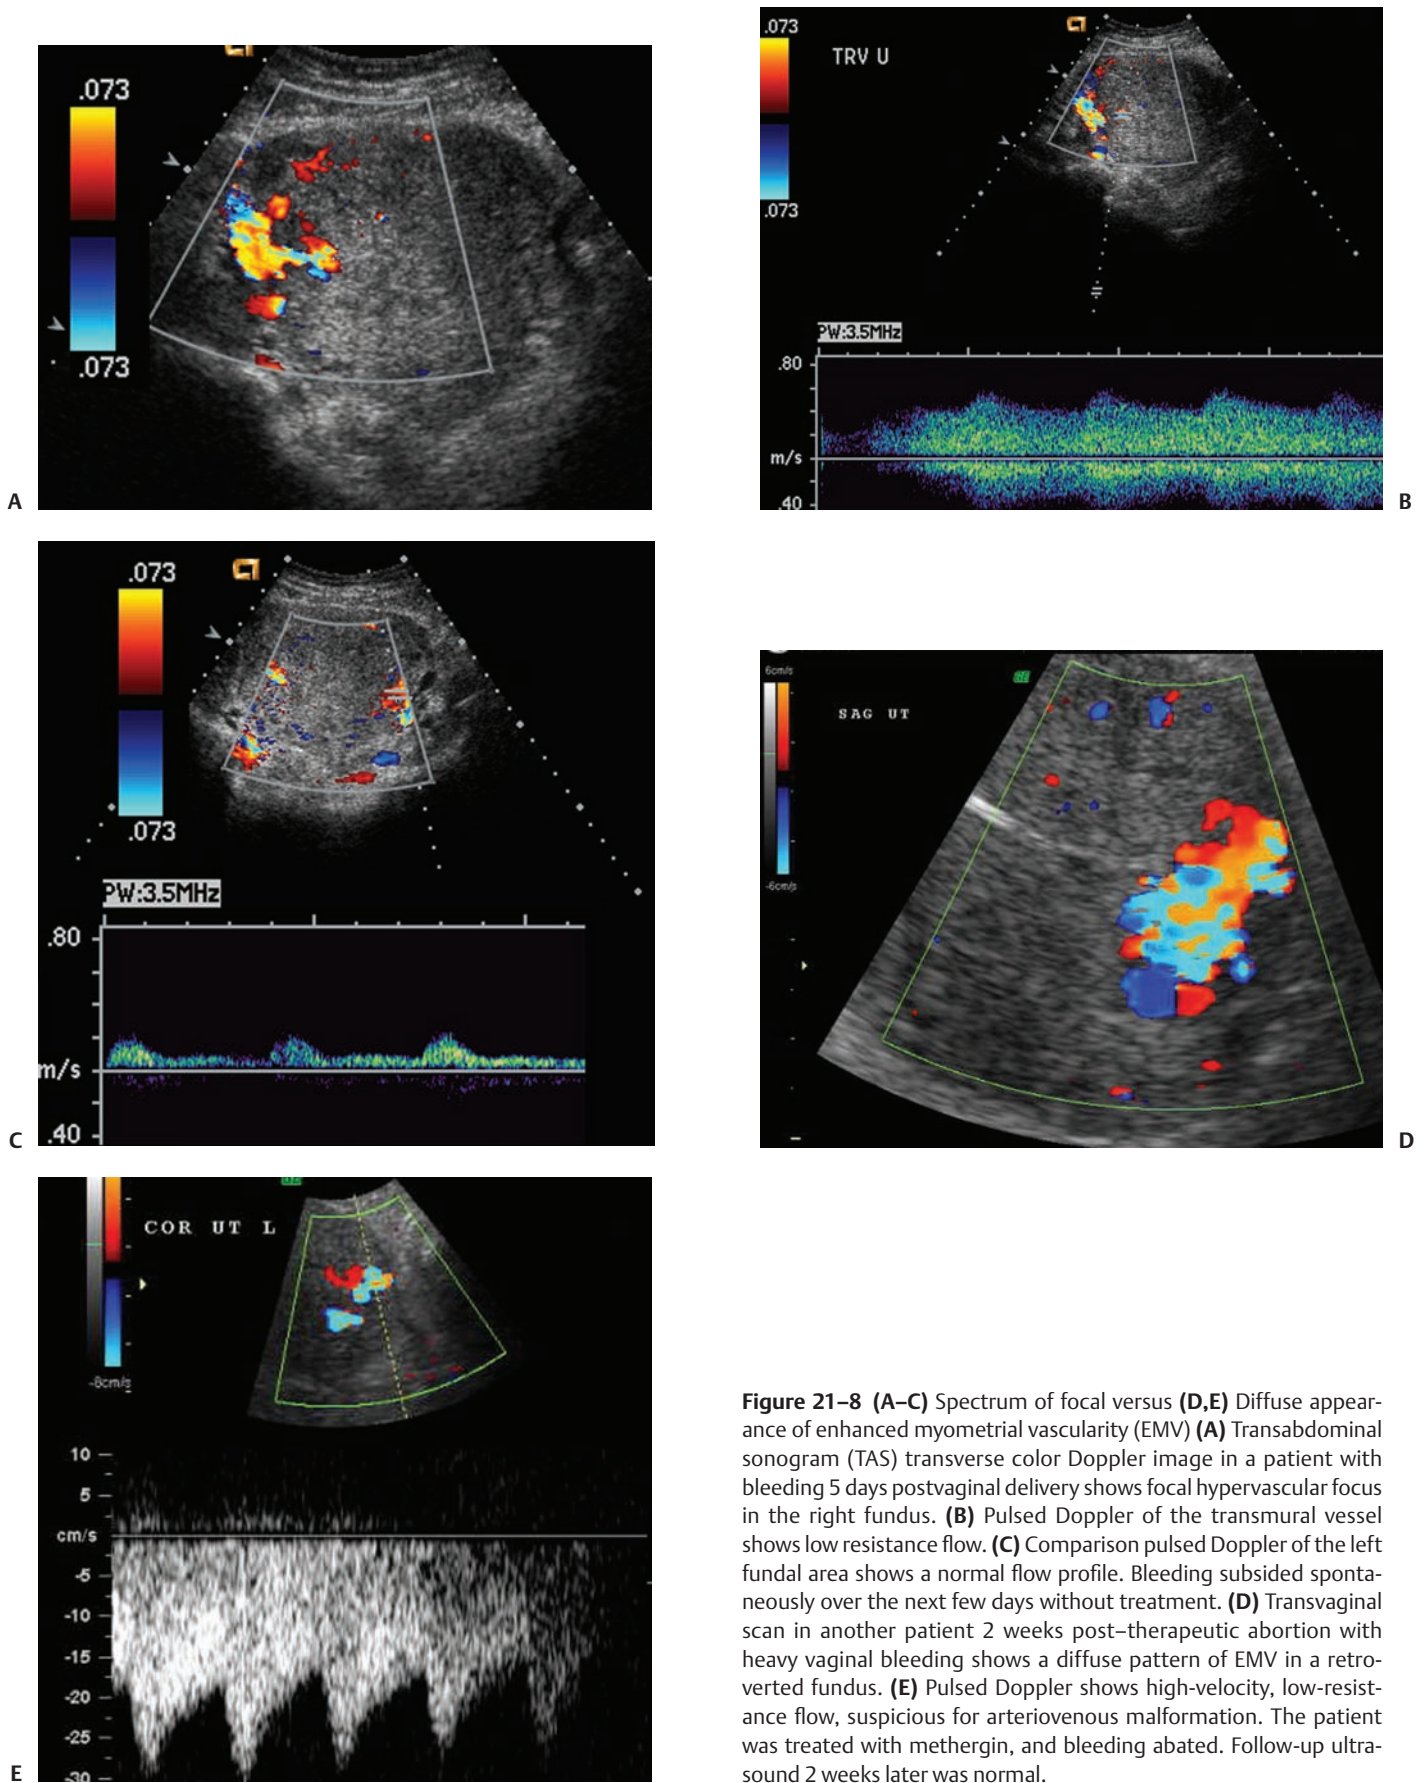 .073
.073
A
.073
TRV U
.073
PW:3.5MHz
.80
m/s
.40
B
.073
.073
PW:3.5MHz
.80
m/s
.40
C
6cm/s
SAG UT
-6cm/s
D
COR UT L
-8cm/s
10
5
cm/s
-5
-10
-15
-20
-25
-30
E
Figure 21–8 (A–C) Spectrum of focal versus (D,E) Diffuse appear-
ance of enhanced myometrial vascularity (EMV) (A) Transabdominal
sonogram (TAS) transverse color Doppler image in a patient with
bleeding 5 days postvaginal delivery shows focal hypervascular focus
in the right fundus. (B) Pulsed Doppler of the transmural vessel
shows low resistance flow. (C) Comparison pulsed Doppler of the left
fundal area shows a normal flow profile. Bleeding subsided sponta-
neously over the next few days without treatment. (D) Transvaginal
scan in another patient 2 weeks post–therapeutic abortion with
heavy vaginal bleeding shows a diffuse pattern of EMV in a retro-
verted fundus. (E) Pulsed Doppler shows high-velocity, low-resist-
ance flow, suspicious for arteriovenous malformation. The patient
was treated with methergin, and bleeding abated. Follow-up ultra-
sound 2 weeks later was normal.